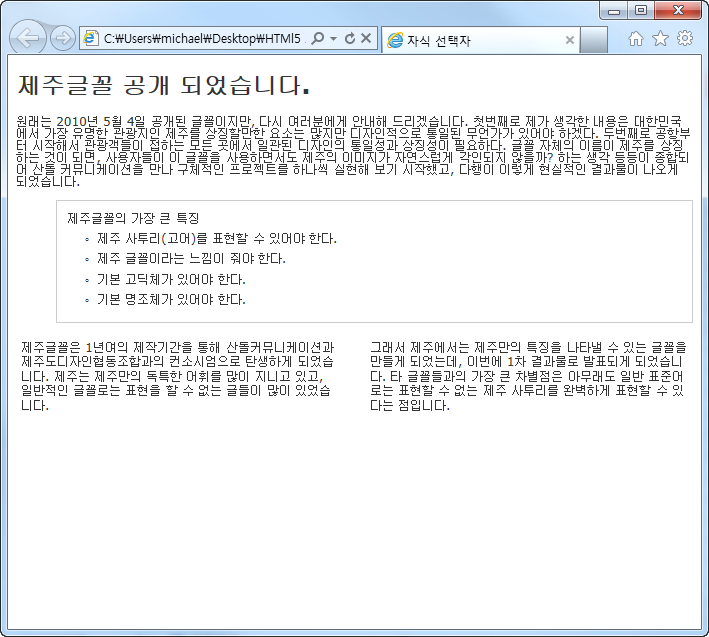 C:₩Users₩michael₩Desktop₩HTMl5
자식 선택자
제주글꼴 공개 되었습니다.
원래는 2010년 5월 4일 공개된 글꼴이지만, 다시 여러분에게 안내해 드리겠습니다. 첫번째로 제가 생각한 내용은 대한민국
에서 가장 유명한 관광지인 제주를 상징할만한 요소는 많지만 디자인적으로 통일된 무언가가 있어야 하겠다. 두번째로 공항부
터 시작해서 관광객들이 접하는 모든 곳에서 일관된 디자인의 통일성과 상징성이 필요하다. 글꼴 자체의 이름이 제주를 상징
하는 것이 되면, 사용자들이 이 글꼴을 사용하면서도 제주의 이미지가 자연스럽게 각인되지 않을까? 하는 생각 등등이 종합되
어 산돌 커뮤니케이션을 만나 구체적인 프로젝트를 하나씩 실현해 보기 시작했고, 다행이 이렇게 현실적인 결과물이 나오게
되었습니다.
제주글꼴의 가장 큰 특징
제주 사투리(고어)를 표현할 수 있어야 한다.
제주 글꼴이라는 느낌이 줘야 한다.
기본 고딕체가 있어야 한다.
기본 명조체가 있어야 한다.
제주글꼴은 1년여의 제작기간을 통해 산돌커뮤니케이션과
제주도디자인협동조합과의 컨소시엄으로 탄생하게 되었습
니다. 제주는 제주만의 독특한 어휘를 많이 지니고 있고,
일반적인 글꼴로는 표현을 할 수 없는 글들이 많이 있었습
니다.
그래서 제주에서는 제주만의 특징을 나타낼 수 있는 글꼴을
만들게 되었는데, 이번에 1차 결과물로 발표되게 되었습니
다. 타 글꼴들과의 가장 큰 차별점은 아무래도 일반 표준어
로는 표현할 수 없는 제주 사투리를 완벽하게 표현할 수 있
다는 점입니다.